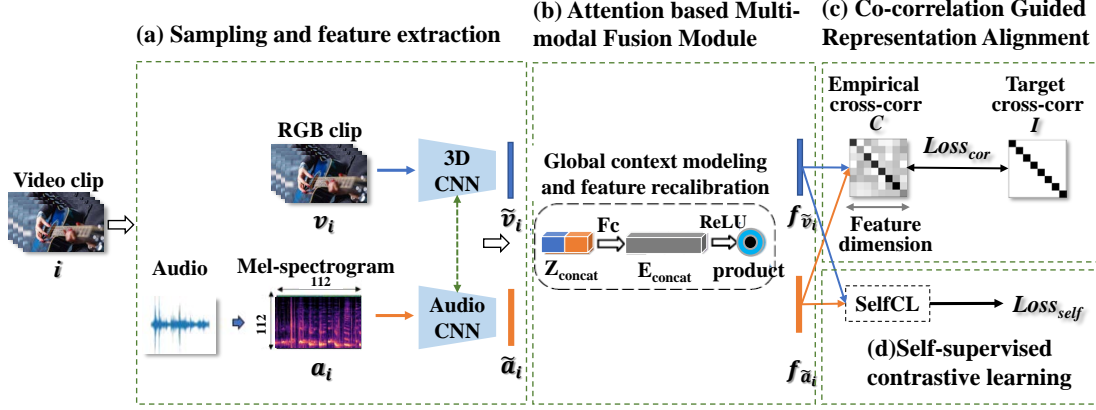 (a) Sampling and feature extraction
(b) Attention based Multi-
modal Fusion Module
(c) Co-correlation Guided
Representation Alignment
Video clip
i
RGB clip
v_i
3D
CNN
ṽ_i
Audio
Mel-spectrogram
112
112
a_i
Audio
CNN
ã_i
Global context modeling
and feature recalibration
Fc
ReLU
Z_concat
E_concat
product
f_ṽ_i
f_ã_i
Empirical
cross-corr
C
Target
cross-corr
I
Loss_cor
Feature
dimension
SelfCL
Loss_self
(d)Self-supervised
contrastive learning